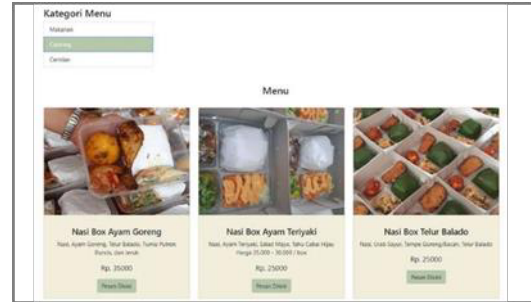 Kategori Menu
Makanan
Catering
Cemilan
Menu
Nasi Box Ayam Goreng
Nasi, Ayam Goreng, Telur Balado, Tumis Buncis
Bumbu, dan Jeruk
Rp. 35000
Pesan Disini
Nasi Box Ayam Teriyaki
Nasi, Ayam Teriyaki, Salad Mayo, Tahu Cabai Hijau
Harga 25.000 - 30.000 / box
Rp. 25000
Pesan Disini
Nasi Box Telur Balado
Nasi, Urab Sayur, Tempe Goreng/Bacan, Telur Balado
Rp. 25000
Pesan Disini